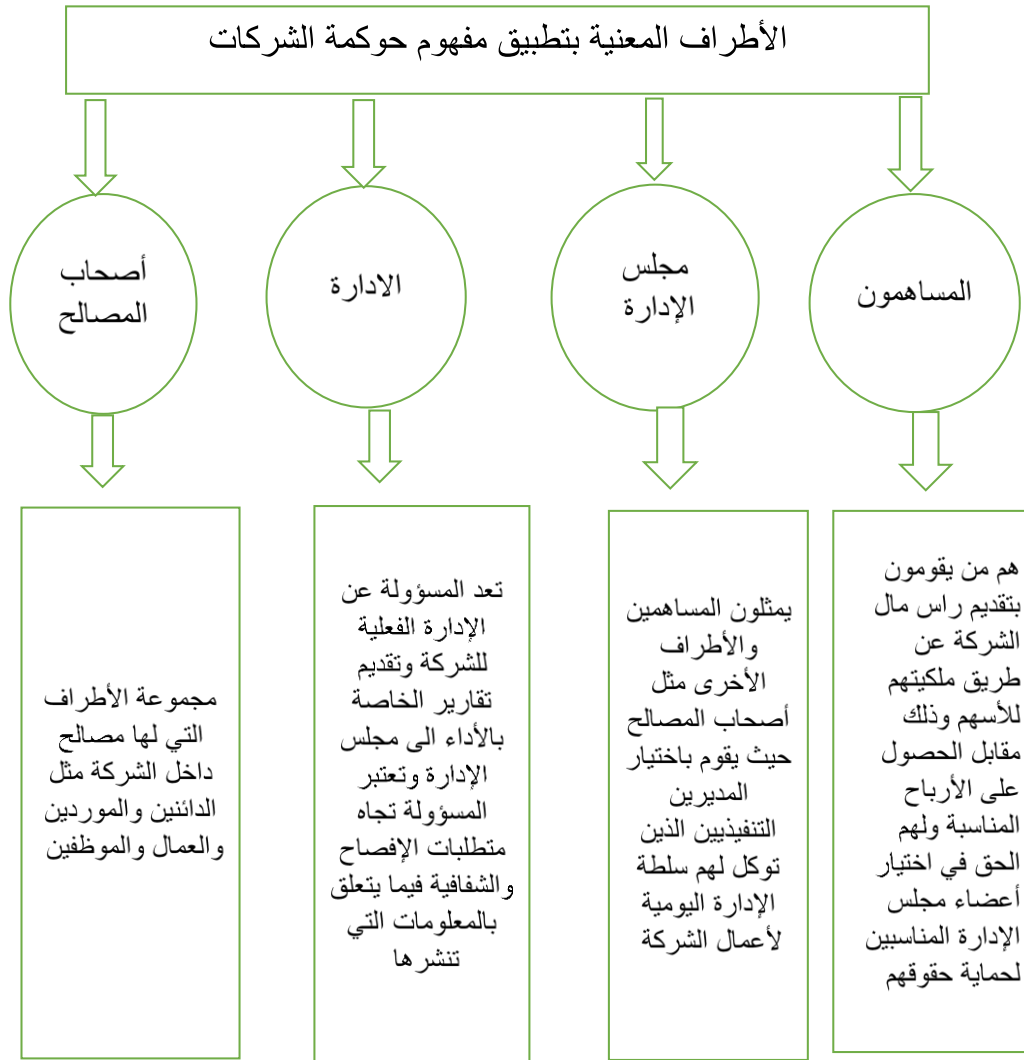 الأطراف المعنية بتطبيق مفهوم حوكمة الشركات
المساهمون
مجلس
الإدارة
الادارة
أصحاب
المصالح
هم من يقومون
بتقديم راس مال
الشركة عن
طريق ملكيتهم
للأسهم وذلك
مقابل الحصول
على الأرباح
المناسبة ولهم
الحق في اختيار
أعضاء مجلس
الإدارة المناسبين
لحماية حقوقهم
يمثلون المساهمين
والأطراف
الأخرى مثل
أصحاب المصالح
حيث يقوم باختيار
المديرين
التنفيذيين الذين
توكل لهم سلطة
الإدارة اليومية
لأعمال الشركة
تعد المسؤولة عن
الإدارة الفعلية
للشركة وتقديم
تقارير الخاصة
بالأداء الى مجلس
الإدارة وتعتبر
المسؤولة تجاه
متطلبات الإفصاح
والشفافية فيما يتعلق
بالمعلومات التي
تنشرها
مجموعة الأطراف
التي لها مصالح
داخل الشركة مثل
الدائنين والموردين
والعمال والموظفين